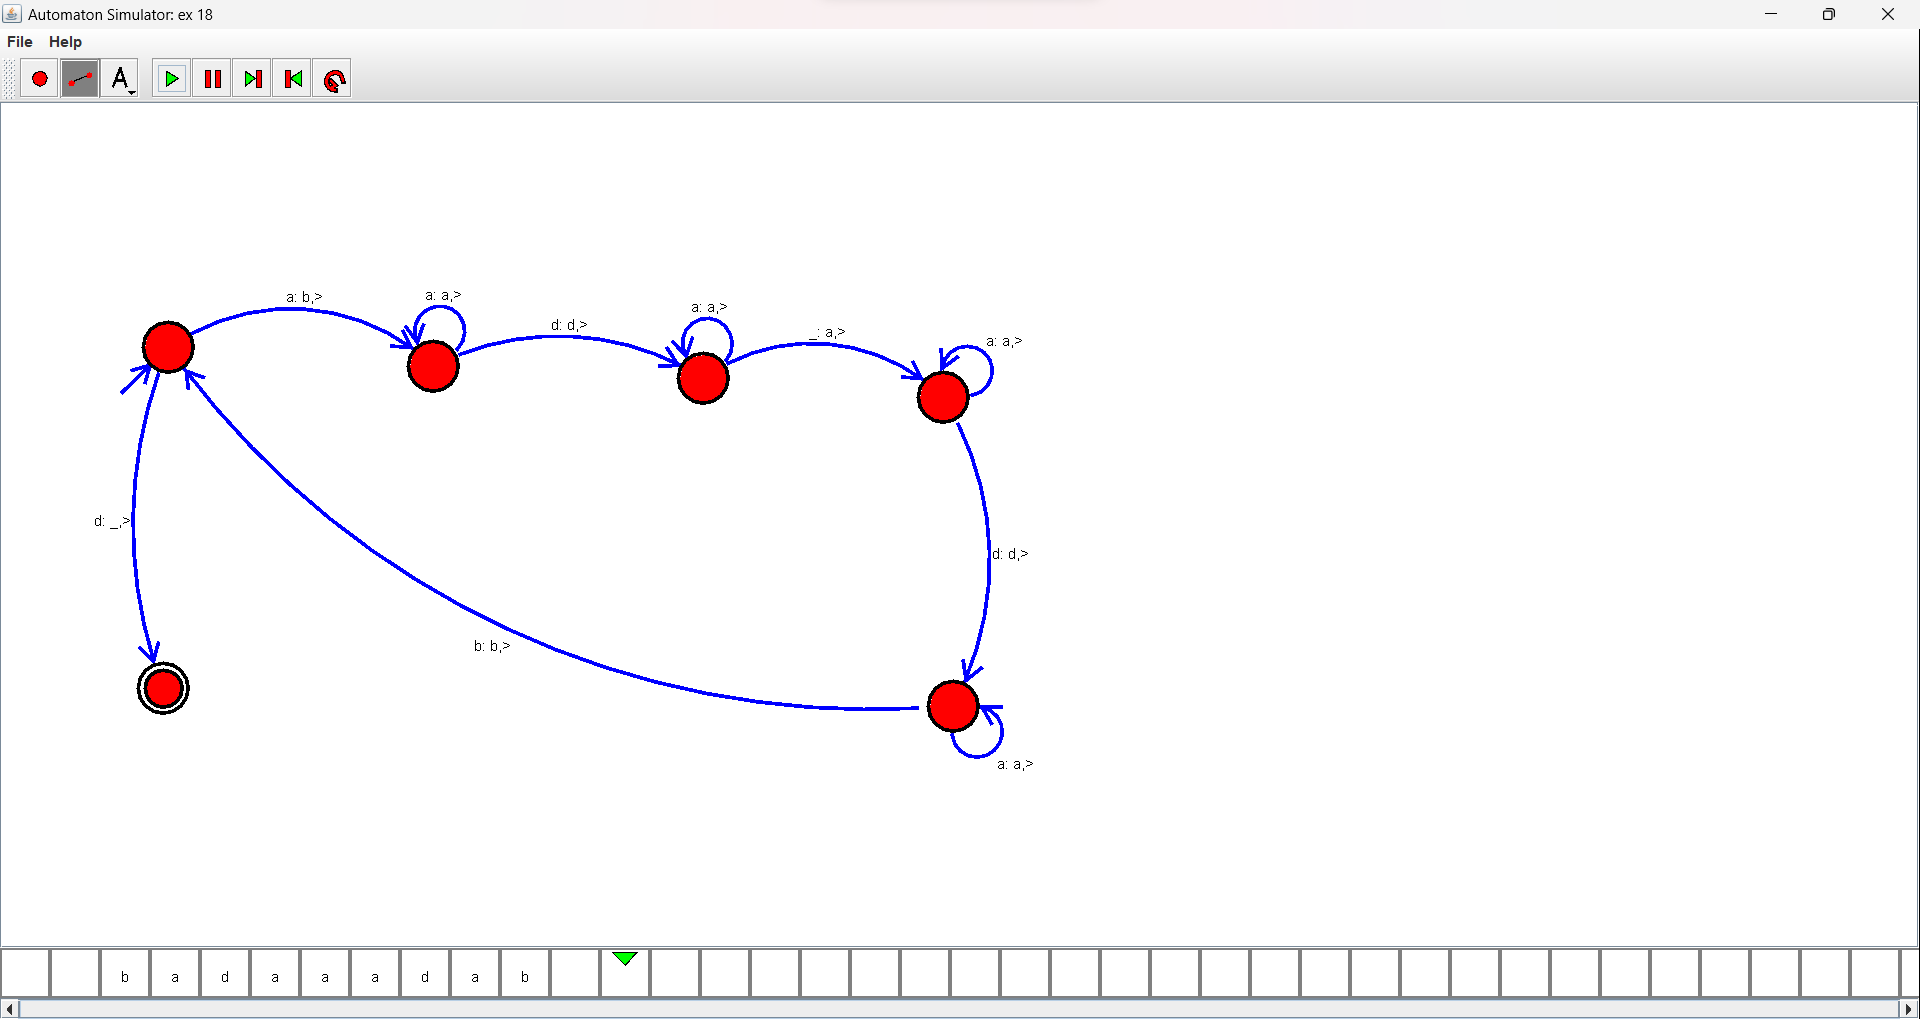 Automaton Simulator: ex 18
File Help
A
a: b,>
a: a,>
d: d,>
a: a,>
_: a,>
a: a,>
d: _,>
d: d,>
b: b,>
a: a,>
b a d a a a d a b